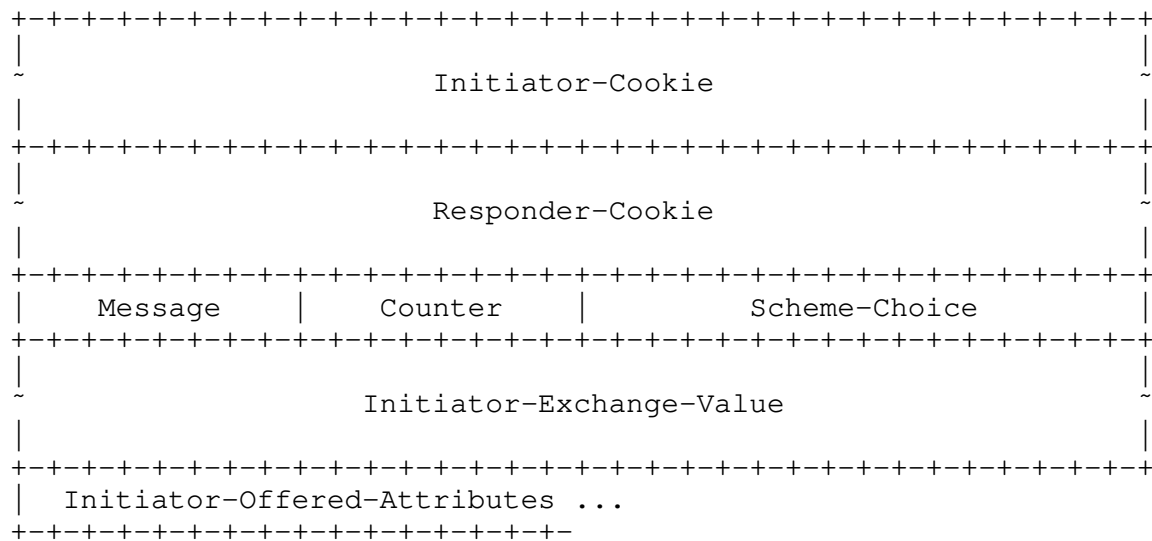 +-+-+-+-+-+-+-+-+-+-+-+-+-+-+-+-+-+-+-+-+-+-+-+-+-+-+-+-+-+-+-+-+
|                                                               |
~                       Initiator-Cookie                        ~
|                                                               |
+-+-+-+-+-+-+-+-+-+-+-+-+-+-+-+-+-+-+-+-+-+-+-+-+-+-+-+-+-+-+-+-+
|                                                               |
~                       Responder-Cookie                        ~
|                                                               |
+-+-+-+-+-+-+-+-+-+-+-+-+-+-+-+-+-+-+-+-+-+-+-+-+-+-+-+-+-+-+-+-+
|    Message    |    Counter    |         Scheme-Choice         |
+-+-+-+-+-+-+-+-+-+-+-+-+-+-+-+-+-+-+-+-+-+-+-+-+-+-+-+-+-+-+-+-+
|                                                               |
~                   Initiator-Exchange-Value                    ~
|                                                               |
+-+-+-+-+-+-+-+-+-+-+-+-+-+-+-+-+-+-+-+-+-+-+-+-+-+-+-+-+-+-+-+-+
|  Initiator-Offered-Attributes ...
+-+-+-+-+-+-+-+-+-+-+-+-+-+-+-+-